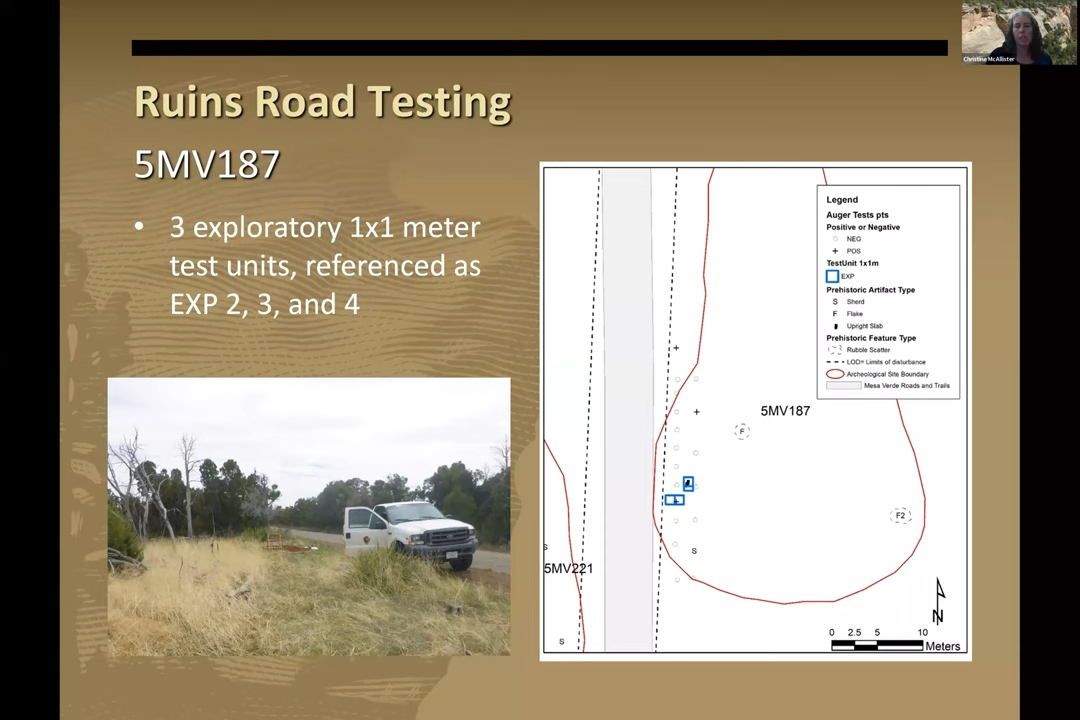 Christine McAllister
Ruins Road Testing
5MV187
• 3 exploratory 1x1 meter
test units, referenced as
EXP 2, 3, and 4
Legend
Auger Tests pts
Positive or Negative
NEG
POS
TestUnit 1x1m
EXP
Prehistoric Artifact Type
S Sherd
F Flake
Upright Slab
Prehistoric Feature Type
Rubble Scatter
LOD= Limits of disturbance
Archeological Site Boundary
Mesa Verde Roads and Trails
5MV187
F
F2
S
S
5MV221
S
N
0 2.5 5 10
Meters